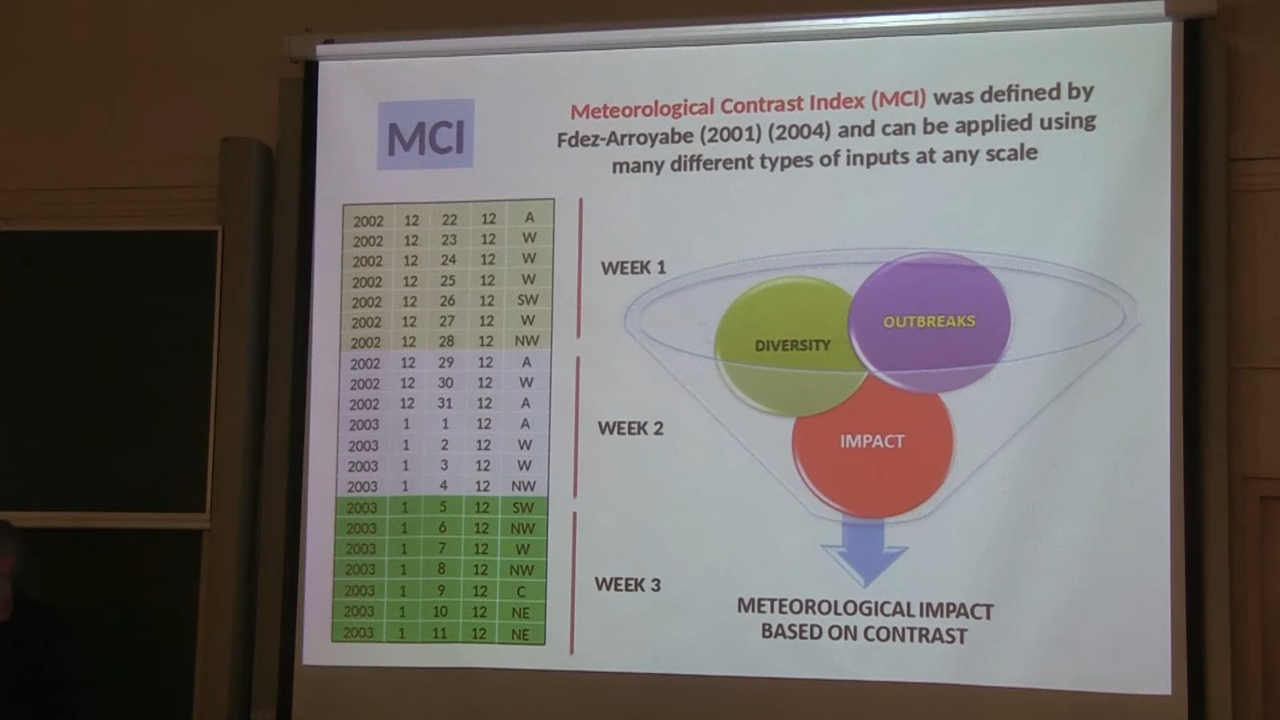 MCI
Meteorological Contrast Index (MCI) was defined by
Fdez-Arroyabe (2001) (2004) and can be applied using
many different types of inputs at any scale
2002 12 22 12 A
2002 12 23 12 W
2002 12 24 12 W
2002 12 25 12 W
2002 12 26 12 SW
2002 12 27 12 W
2002 12 28 12 NW
2002 12 29 12 A
2002 12 30 12 W
2002 12 31 12 A
2003 1 1 12 A
2003 1 2 12 W
2003 1 3 12 W
2003 1 4 12 NW
2003 1 5 12 SW
2003 1 6 12 NW
2003 1 7 12 W
2003 1 8 12 NW
2003 1 9 12 C
2003 1 10 12 NE
2003 1 11 12 NE
WEEK 1
WEEK 2
WEEK 3
DIVERSITY
OUTBREAKS
IMPACT
METEOROLOGICAL IMPACT
BASED ON CONTRAST